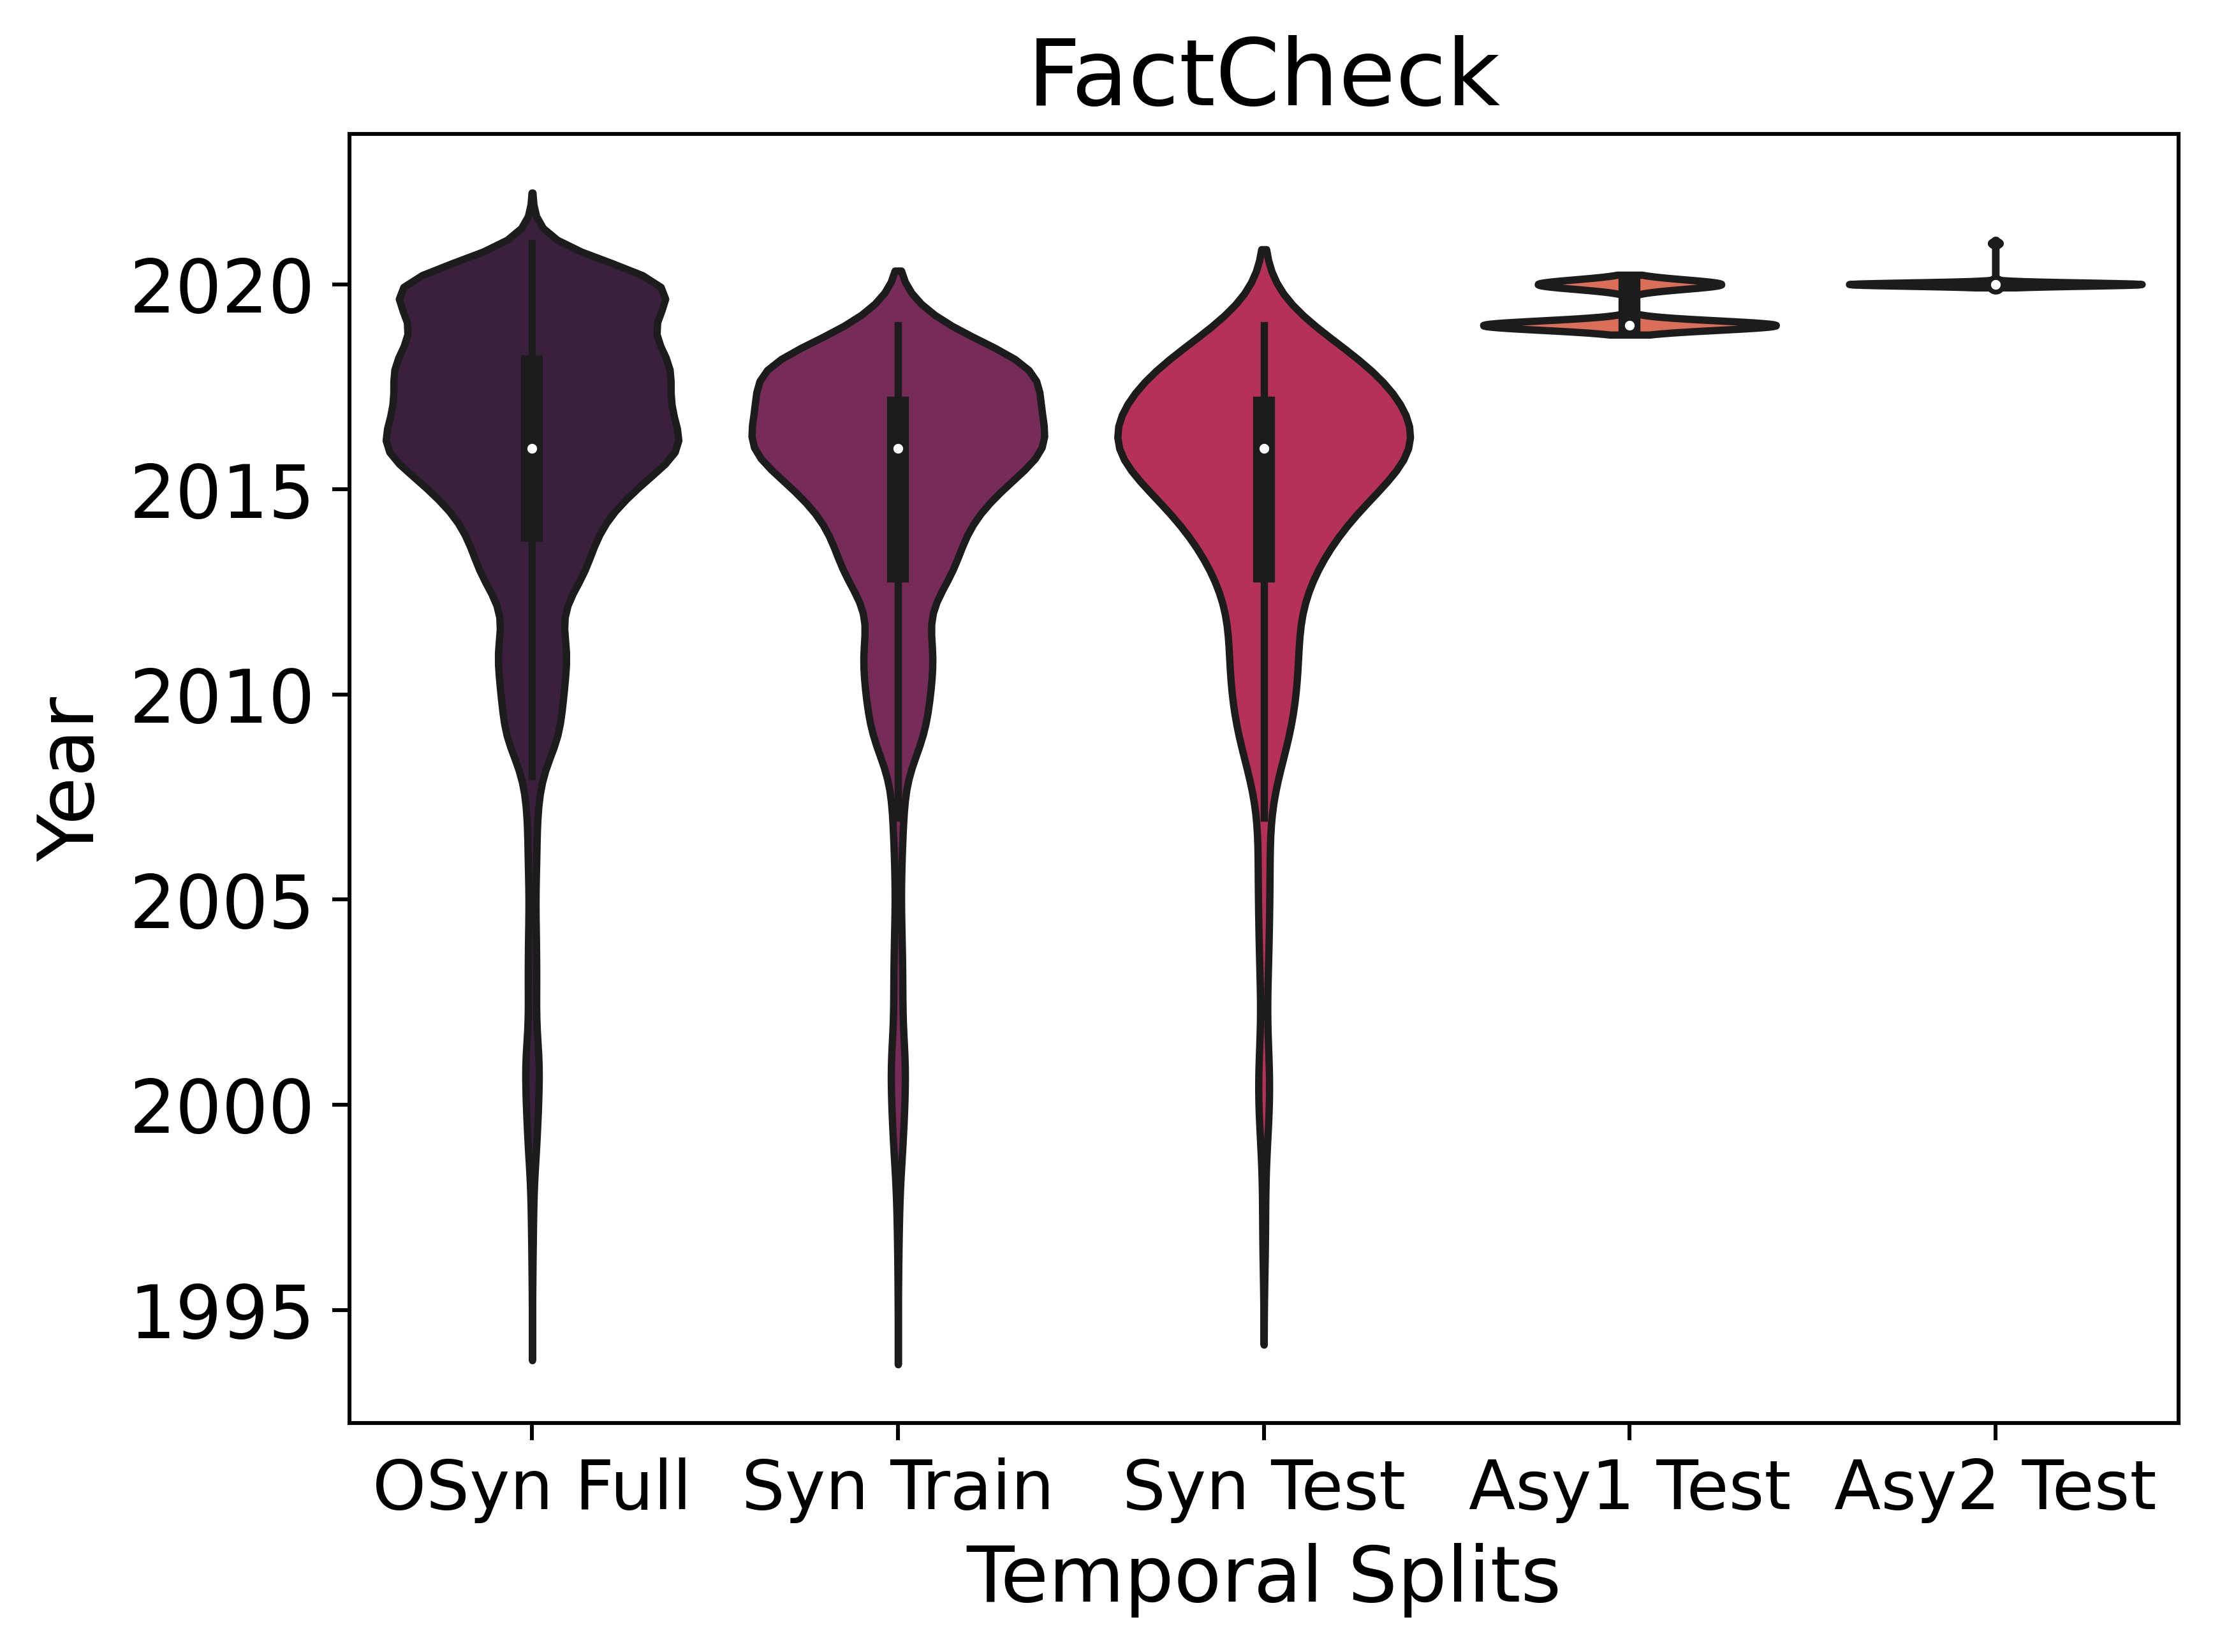 FactCheck
2020
2015
2010
2005
2000
1995
Year
OSyn Full
Syn Train
Syn Test
Asy1 Test
Asy2 Test
Temporal Splits